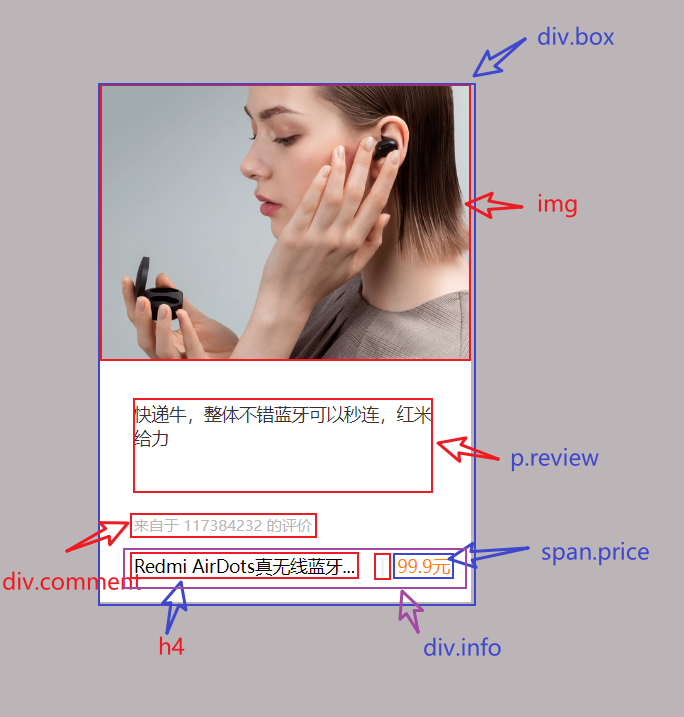 div.box
img
快递牛，整体不错蓝牙可以秒连，红米
给力
p.review
来自于 117384232 的评价
div.comment
Redmi AirDots真无线蓝牙...
99.9元
span.price
h4
div.info